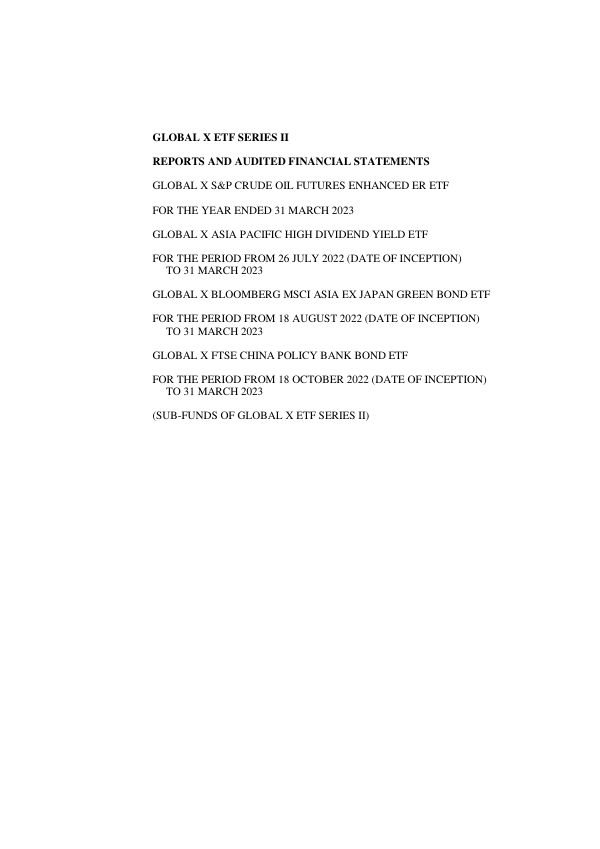 GLOBAL X ETF SERIES II
REPORTS AND AUDITED FINANCIAL STATEMENTS
GLOBAL X S&P CRUDE OIL FUTURES ENHANCED ER ETF
FOR THE YEAR ENDED 31 MARCH 2023
GLOBAL X ASIA PACIFIC HIGH DIVIDEND YIELD ETF
FOR THE PERIOD FROM 26 JULY 2022 (DATE OF INCEPTION)
TO 31 MARCH 2023
GLOBAL X BLOOMBERG MSCI ASIA EX JAPAN GREEN BOND ETF
FOR THE PERIOD FROM 18 AUGUST 2022 (DATE OF INCEPTION)
TO 31 MARCH 2023
GLOBAL X FTSE CHINA POLICY BANK BOND ETF
FOR THE PERIOD FROM 18 OCTOBER 2022 (DATE OF INCEPTION)
TO 31 MARCH 2023
(SUB-FUNDS OF GLOBAL X ETF SERIES II)